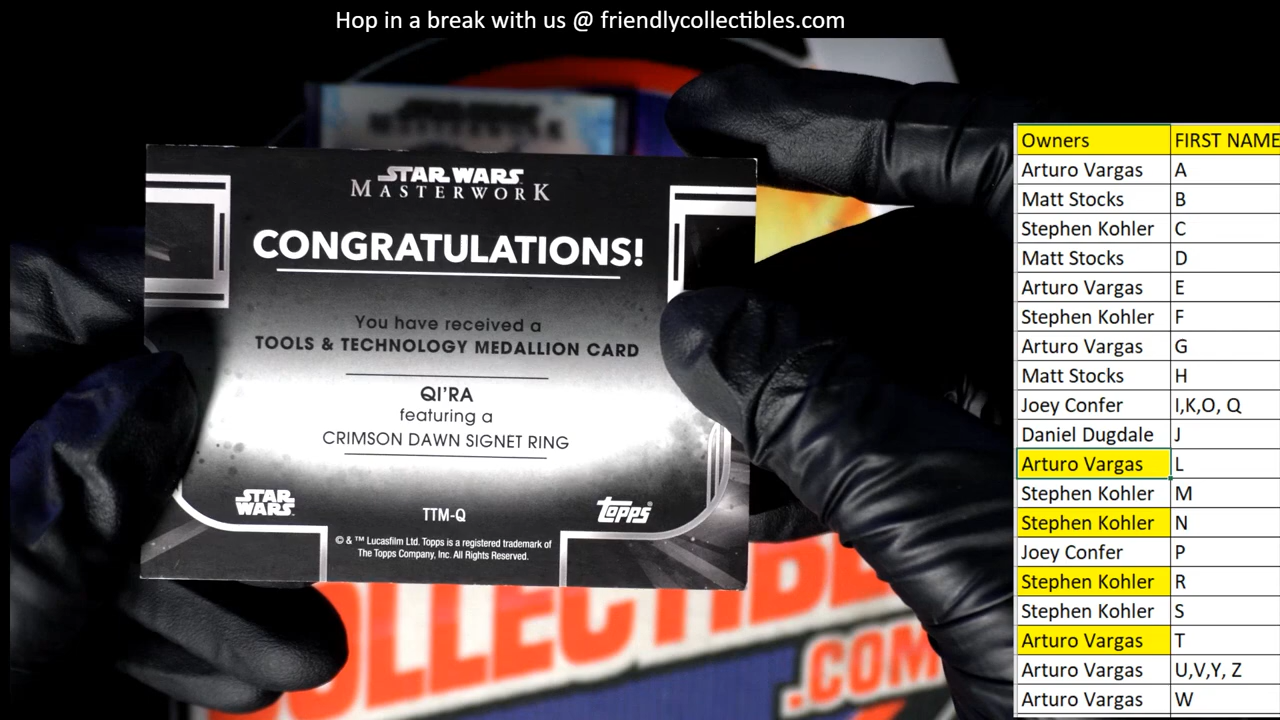 Hop in a break with us @ friendlycollectibles.com
STAR WARS
MASTERWORK
CONGRATULATIONS!
You have received a
TOOLS & TECHNOLOGY MEDALLION CARD
QI'RA
featuring a
CRIMSON DAWN SIGNET RING
STAR
WARS
TTM-Q
TOPPS
© & ™ Lucasfilm Ltd. Topps is a registered trademark of
The Topps Company, Inc. All Rights Reserved.
.COM
Owners FIRST NAME
Arturo Vargas A
Matt Stocks B
Stephen Kohler C
Matt Stocks D
Arturo Vargas E
Stephen Kohler F
Arturo Vargas G
Matt Stocks H
Joey Confer I,K,O, Q
Daniel Dugdale J
Arturo Vargas L
Stephen Kohler M
Stephen Kohler N
Joey Confer P
Stephen Kohler R
Stephen Kohler S
Arturo Vargas T
Arturo Vargas U,V,Y, Z
Arturo Vargas W